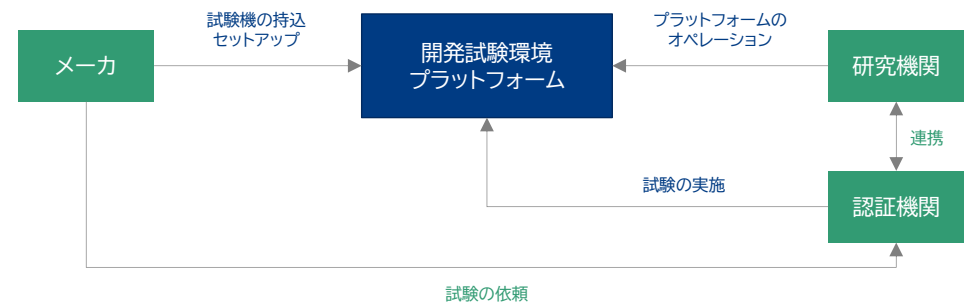 試験機の持込
セットアップ
プラットフォームの
オペレーション
メーカ
開発試験環境
プラットフォーム
研究機関
連携
試験の実施
認証機関
試験の依頼